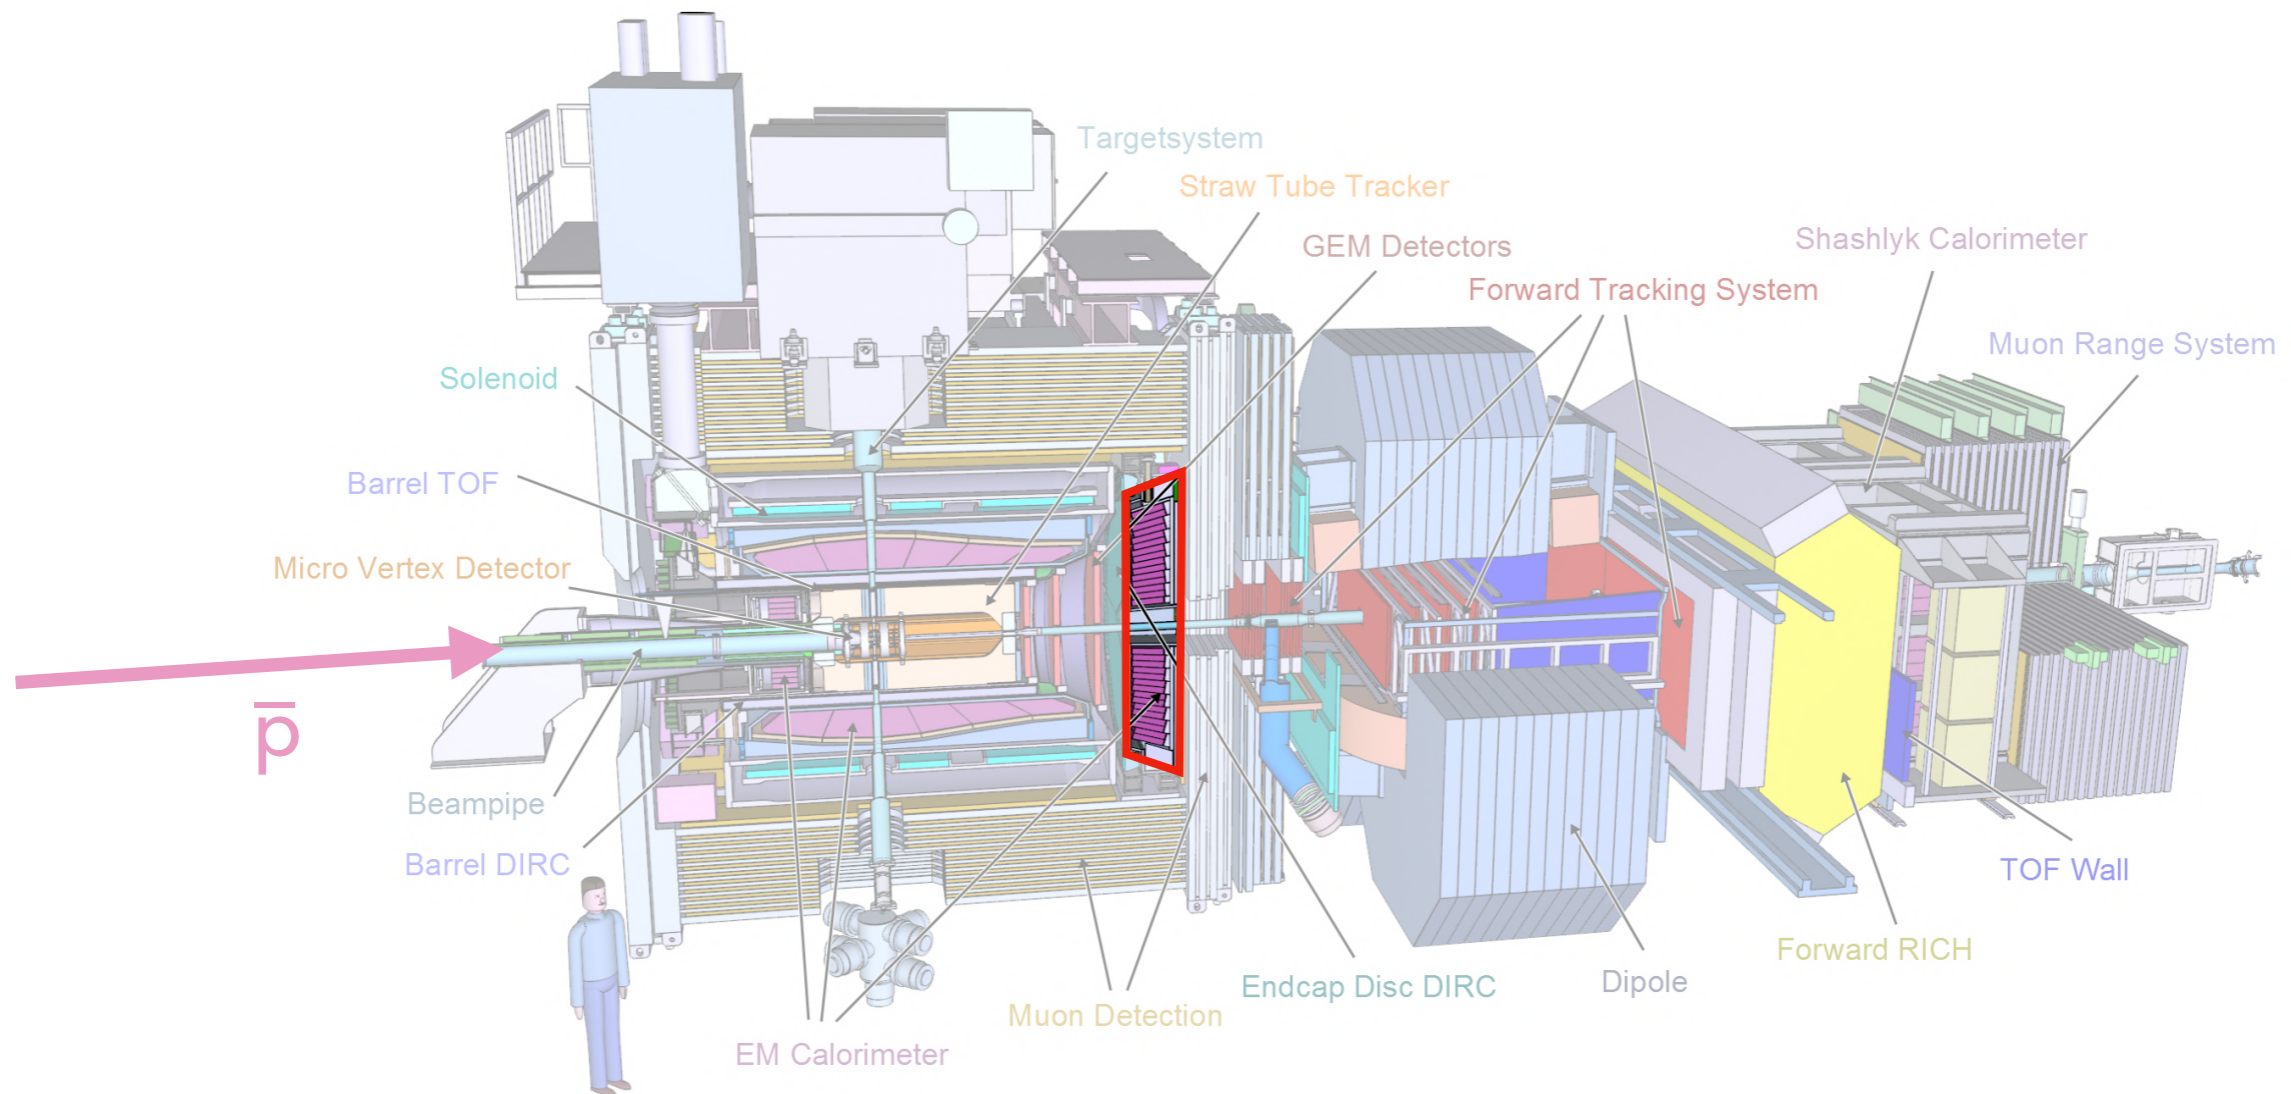 Targetsystem
Straw Tube Tracker
GEM Detectors
Shashlyk Calorimeter
Forward Tracking System
Muon Range System
Solenoid
Barrel TOF
Micro Vertex Detector
p̅
Beampipe
Barrel DIRC
TOF Wall
Forward RICH
Dipole
Endcap Disc DIRC
Muon Detection
EM Calorimeter